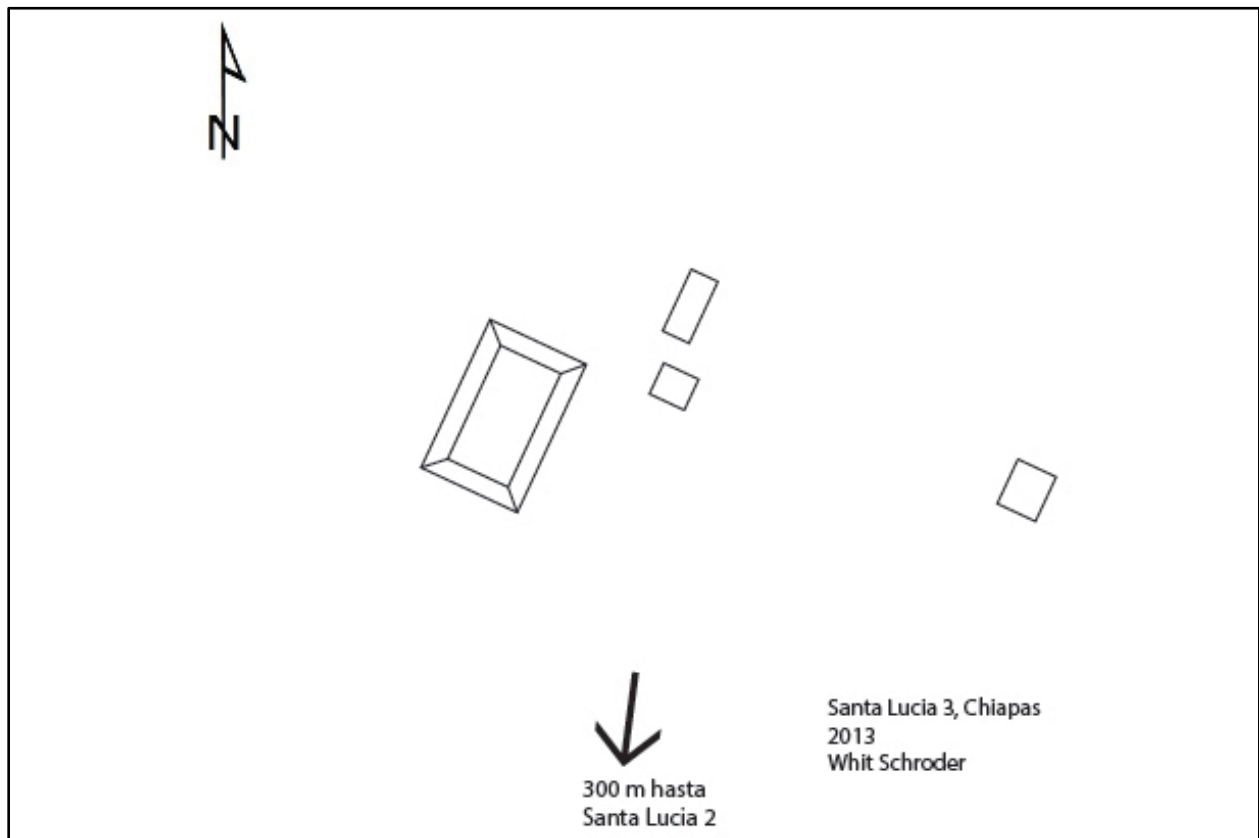 N
300 m hasta
Santa Lucia 2
Santa Lucia 3, Chiapas
2013
Whit Schroder